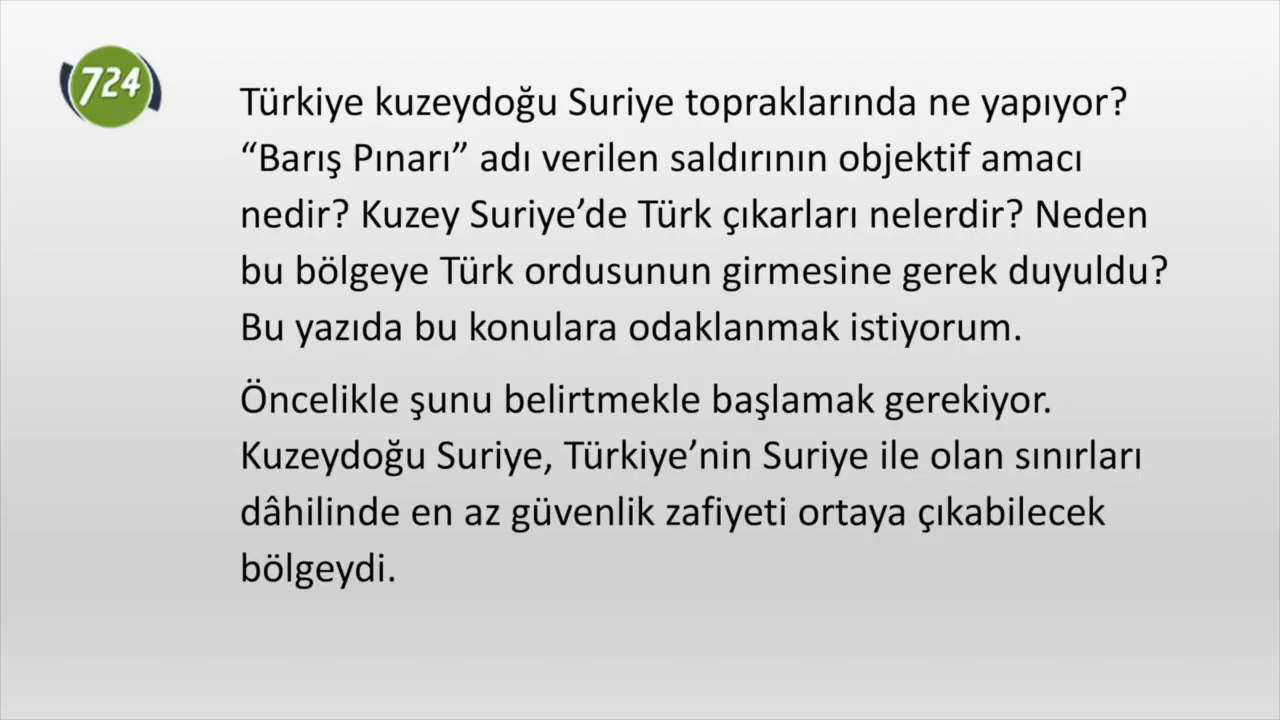 724
Türkiye kuzeydoğu Suriye topraklarında ne yapıyor?
“Barış Pınarı” adı verilen saldırının objektif amacı
nedir? Kuzey Suriye’de Türk çıkarları nelerdir? Neden
bu bölgeye Türk ordusunun girmesine gerek duyuldu?
Bu yazıda bu konulara odaklanmak istiyorum.
Öncelikle şunu belirtmekle başlamak gerekiyor.
Kuzeydoğu Suriye, Türkiye’nin Suriye ile olan sınırları
dâhilinde en az güvenlik zafiyeti ortaya çıkabilecek
bölgeydi.